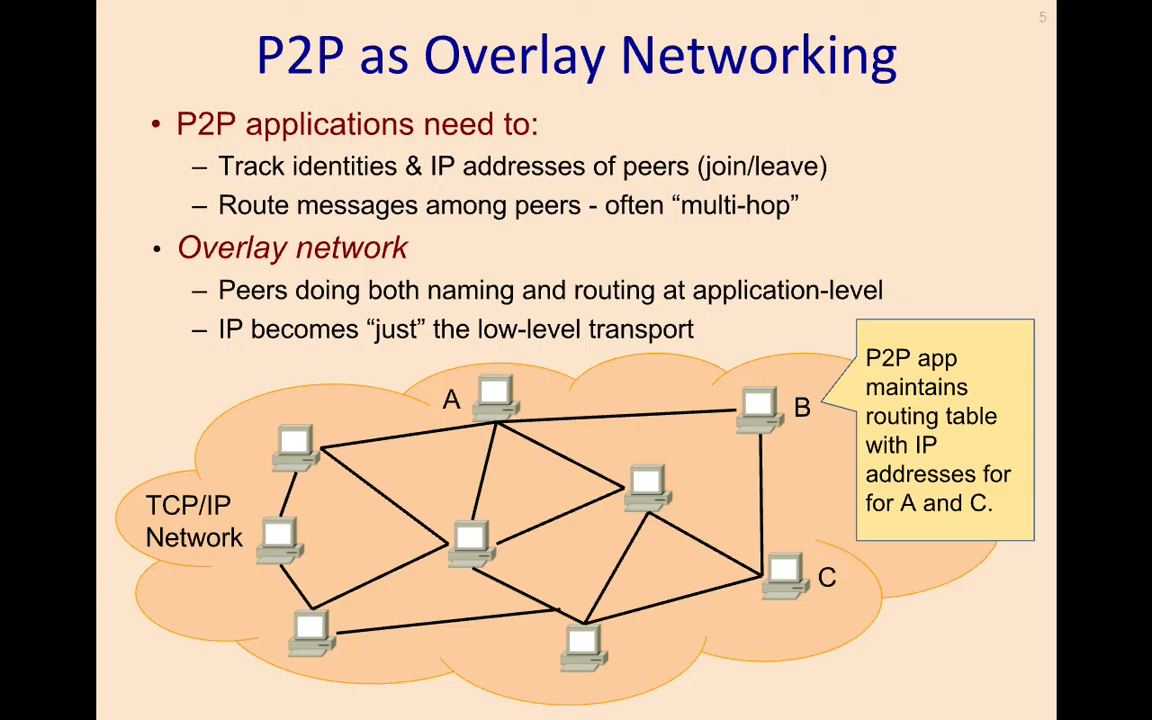 5
P2P as Overlay Networking
• P2P applications need to:
– Track identities & IP addresses of peers (join/leave)
– Route messages among peers - often “multi-hop”
• Overlay network
– Peers doing both naming and routing at application-level
– IP becomes “just” the low-level transport
P2P app
maintains
routing table
with IP
addresses for
for A and C.
A
B
TCP/IP
Network
C